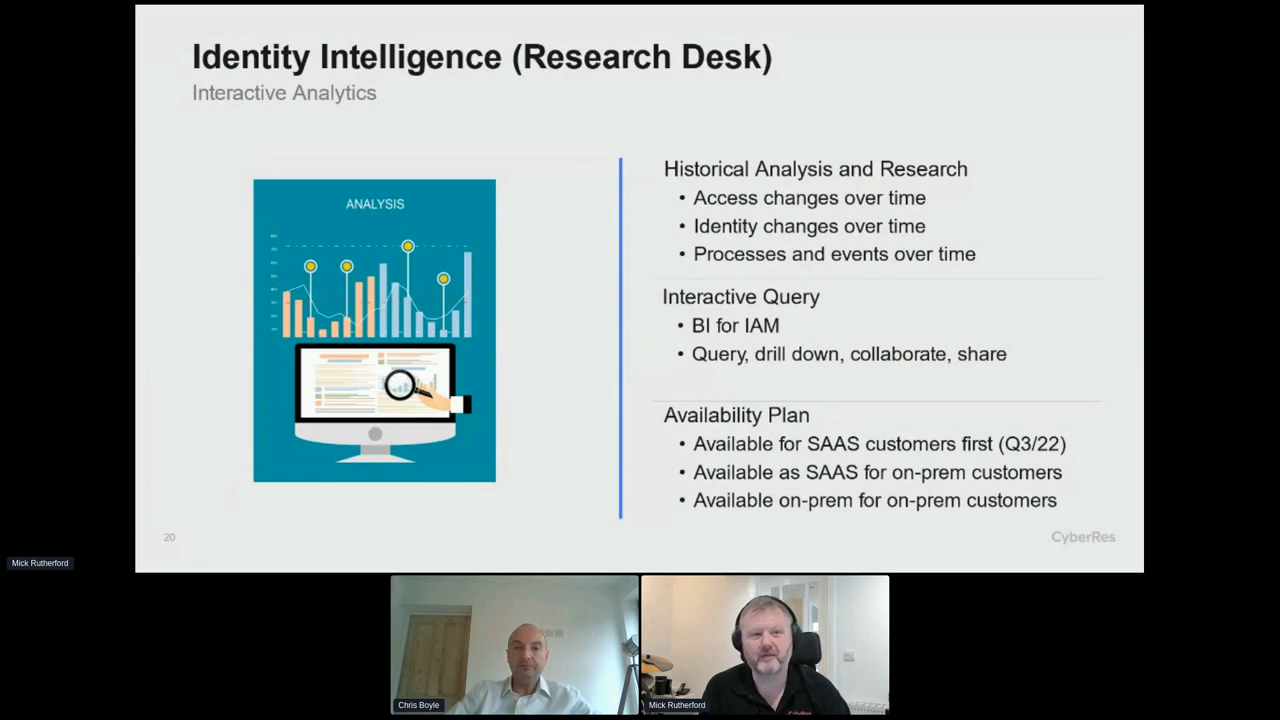 Identity Intelligence (Research Desk)
Interactive Analytics
ANALYSIS
Historical Analysis and Research
• Access changes over time
• Identity changes over time
• Processes and events over time
Interactive Query
• BI for IAM
• Query, drill down, collaborate, share
Availability Plan
• Available for SAAS customers first (Q3/22)
• Available as SAAS for on-prem customers
• Available on-prem for on-prem customers
20
CyberRes
Mick Rutherford
Chris Boyle
Mick Rutherford